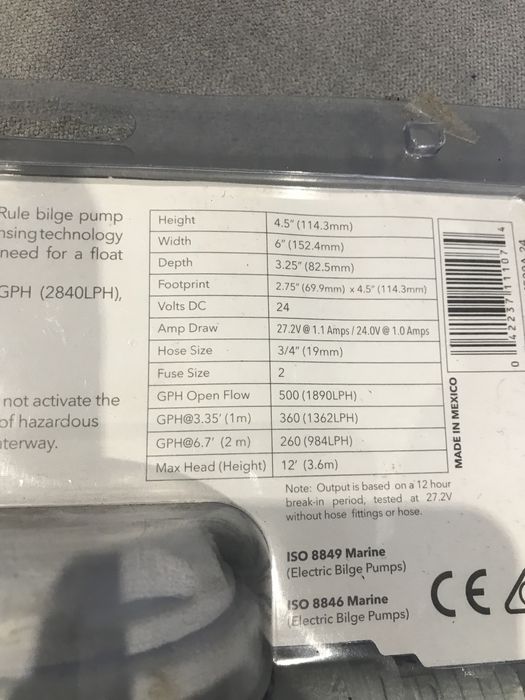 Rule bilge pump
nsing technology
need for a float
GPH (2840LPH),
not activate the
of hazardous
terway.
Height 4.5" (114.3mm)
Width 6" (152.4mm)
Depth 3.25" (82.5mm)
Footprint 2.75" (69.9mm) x 4.5" (114.3mm)
Volts DC 24
Amp Draw 27.2V @ 1.1 Amps / 24.0V @ 1.0 Amps
Hose Size 3/4" (19mm)
Fuse Size 2
GPH Open Flow 500 (1890LPH)
GPH@3.35' (1m) 360 (1362LPH)
GPH@6.7' (2 m) 260 (984LPH)
Max Head (Height) 12' (3.6m)
Note: Output is based on a 12 hour
break-in period, tested at 27.2V
without hose fittings or hose.
ISO 8849 Marine
(Electric Bilge Pumps)
ISO 8846 Marine
(Electric Bilge Pumps)
CE
MADE IN MEXICO
0 42237 11107 4